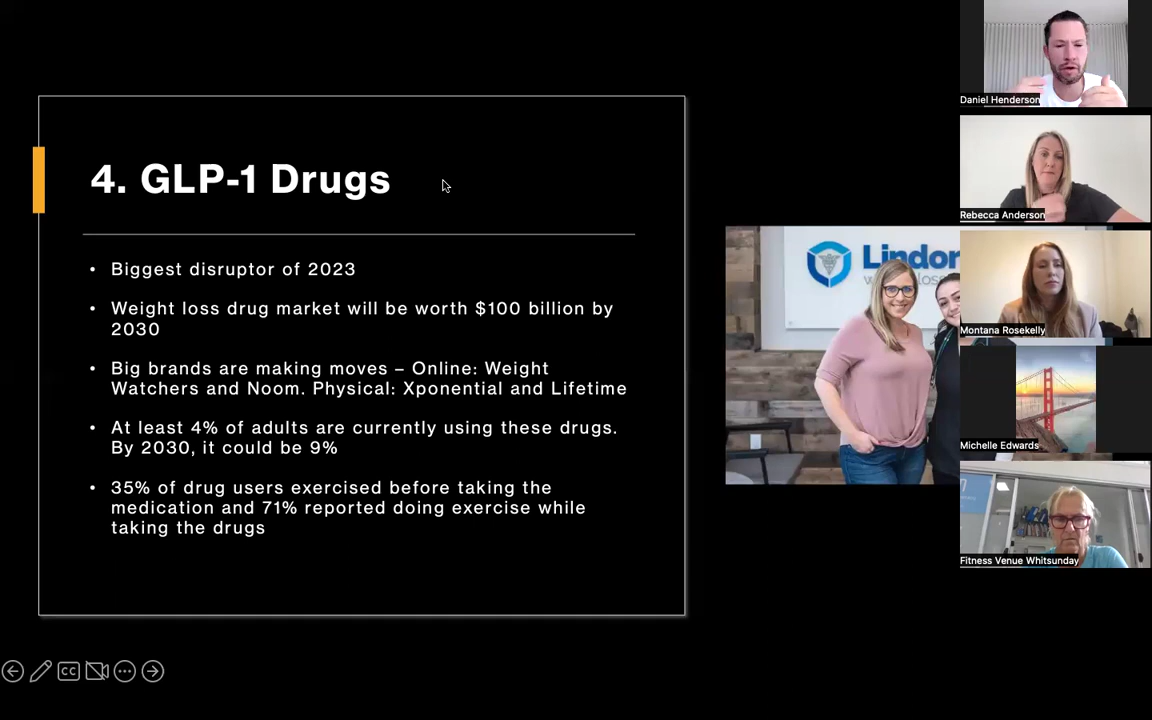 4. GLP-1 Drugs
• Biggest disruptor of 2023
• Weight loss drug market will be worth $100 billion by
2030
• Big brands are making moves – Online: Weight
Watchers and Noom. Physical: Xponential and Lifetime
• At least 4% of adults are currently using these drugs.
By 2030, it could be 9%
• 35% of drug users exercised before taking the
medication and 71% reported doing exercise while
taking the drugs
Lindor
CC
Daniel Henderson
Rebecca Anderson
Montana Rosekelly
Michelle Edwards
Fitness Venue Whitsunday